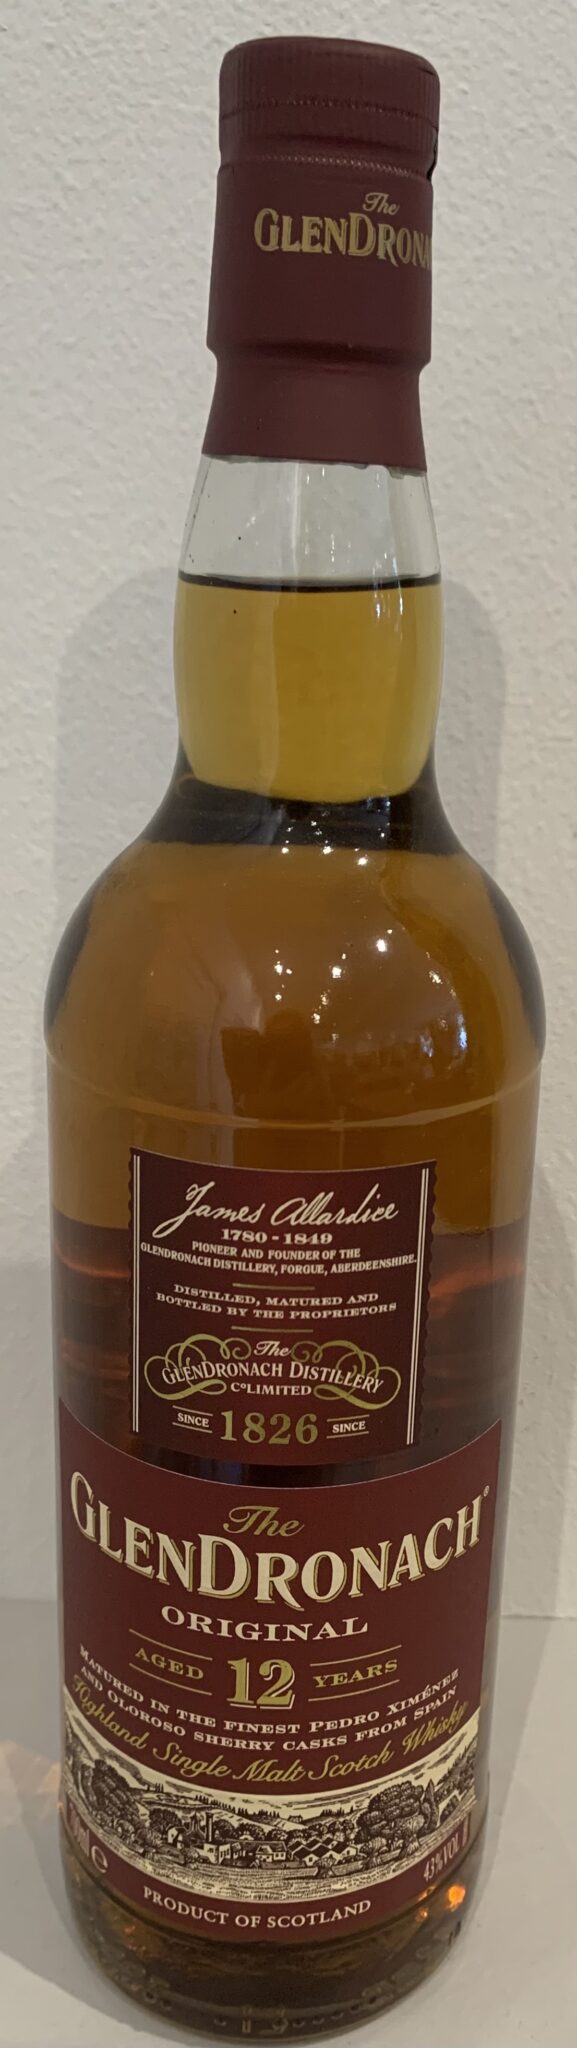 The
GLENDRONA
James Allardice
1780 - 1849
PIONEER AND FOUNDER OF THE
GLENDRONACH DISTILLERY, FORGUE, ABERDEENSHIRE.
DISTILLED, MATURED AND
BOTTLED BY THE PROPRIETORS
The
GLENDRONACH DISTILLERY
Co LIMITED
SINCE 1826 SINCE
The
GLENDRONACH®
ORIGINAL
AGED 12 YEARS
MATURED IN THE FINEST PEDRO XIMÉNEZ
AND OLOROSO SHERRY CASKS FROM SPAIN
Highland Single Malt Scotch Whisky
℮ 43% VOL
PRODUCT OF SCOTLAND